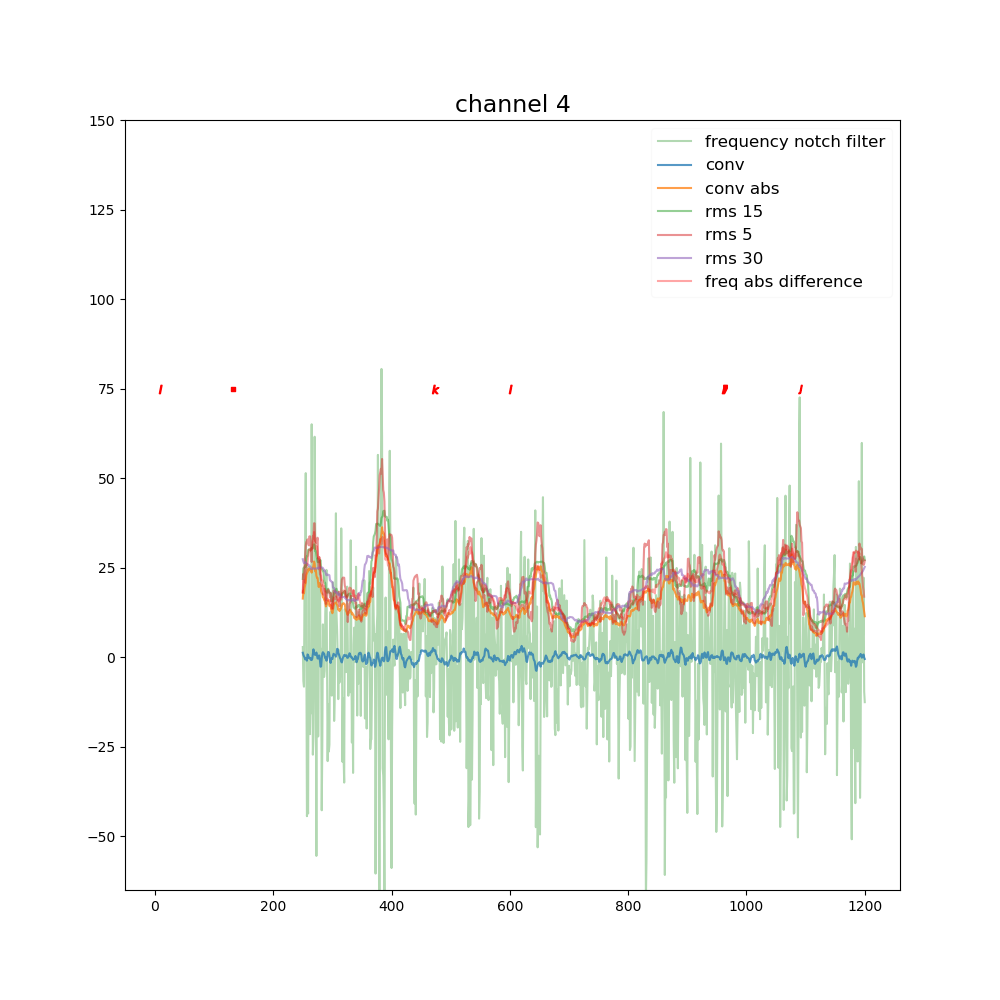 channel 4
150
125
100
75
50
25
0
−25
−50
frequency notch filter
conv
conv abs
rms 15
rms 5
rms 30
freq abs difference
l
k
l
0
200
400
600
800
1000
1200